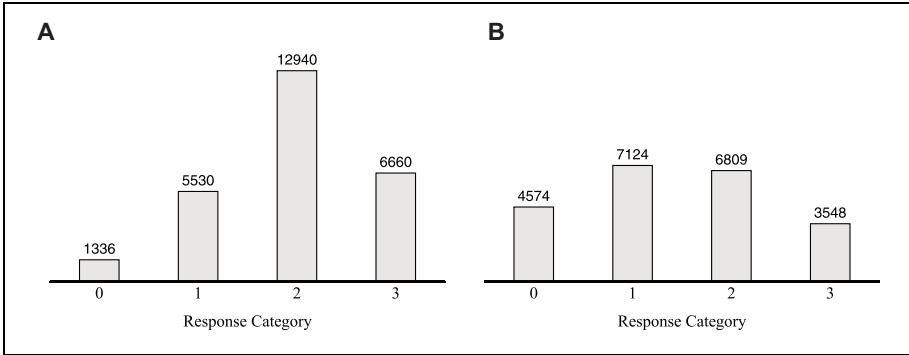 A
1336
5530
12940
6660
0 1 2 3
Response Category
B
4574
7124
6809
3548
0 1 2 3
Response Category